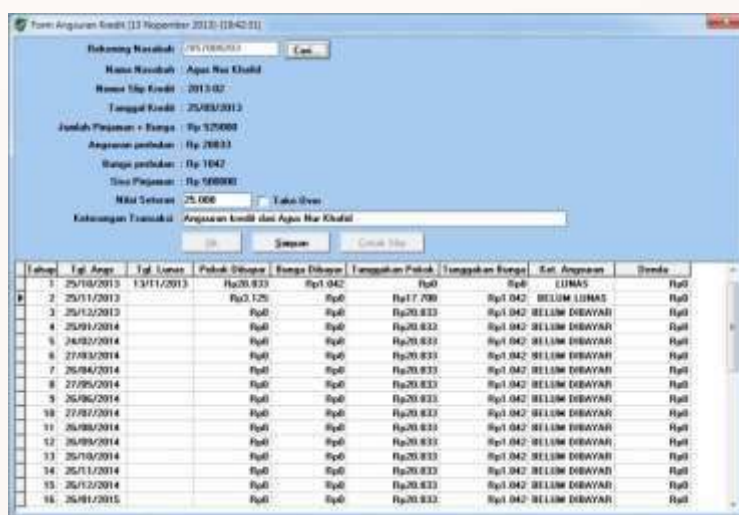 Form Angsuran Kredit [13 Nopember 2013]-[18:42:31]
Rekening Nasabah Cari...
Nama Nasabah : Agus Nur Khafid
Nomor Slip Kredit : 2013-02
Tanggal Kredit : 25/09/2013
Jumlah Pinjaman + Bunga : Rp 525000
Angsuran perbulan : Rp 20833
Bunga perbulan : Rp 1042
Sisa Pinjaman : Rp 500000
Nilai Setoran 25.000 Take Over
Keterangan Transaksi Angsuran kredit dari Agus Nur Khafid
Simpan Cetak Slip
Tahap Tgl. Angs Tgl. Lunas Pokok Dibayar Bunga Dibayar Tunggakan Pokok Tunggakan Bunga Ket. Angsuran Denda
1 25/10/2013 13/11/2013 Rp20.833 Rp1.042 Rp0 Rp0 LUNAS Rp0
2 25/11/2013 Rp3.125 Rp0 Rp17.708 Rp1.042 BELUM LUNAS Rp0
3 25/12/2013 Rp0 Rp0 Rp20.833 Rp1.042 BELUM DIBAYAR Rp0
4 25/01/2014 Rp0 Rp0 Rp20.833 Rp1.042 BELUM DIBAYAR Rp0
5 24/02/2014 Rp0 Rp0 Rp20.833 Rp1.042 BELUM DIBAYAR Rp0
6 27/03/2014 Rp0 Rp0 Rp20.833 Rp1.042 BELUM DIBAYAR Rp0
7 26/04/2014 Rp0 Rp0 Rp20.833 Rp1.042 BELUM DIBAYAR Rp0
8 27/05/2014 Rp0 Rp0 Rp20.833 Rp1.042 BELUM DIBAYAR Rp0
9 26/06/2014 Rp0 Rp0 Rp20.833 Rp1.042 BELUM DIBAYAR Rp0
10 27/07/2014 Rp0 Rp0 Rp20.833 Rp1.042 BELUM DIBAYAR Rp0
11 26/08/2014 Rp0 Rp0 Rp20.833 Rp1.042 BELUM DIBAYAR Rp0
12 26/09/2014 Rp0 Rp0 Rp20.833 Rp1.042 BELUM DIBAYAR Rp0
13 26/10/2014 Rp0 Rp0 Rp20.833 Rp1.042 BELUM DIBAYAR Rp0
14 26/11/2014 Rp0 Rp0 Rp20.833 Rp1.042 BELUM DIBAYAR Rp0
15 26/12/2014 Rp0 Rp0 Rp20.833 Rp1.042 BELUM DIBAYAR Rp0
16 26/01/2015 Rp0 Rp0 Rp20.833 Rp1.042 BELUM DIBAYAR Rp0